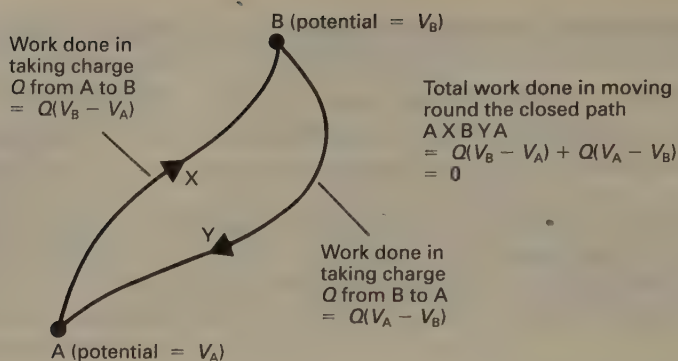 B (potential = V_B)
Work done in
taking charge
Q from A to B
= Q(V_B − V_A)
Total work done in moving
round the closed path
A X B Y A
= Q(V_B − V_A) + Q(V_A − V_B)
= 0
X
Y
Work done in
taking charge
Q from B to A
= Q(V_A − V_B)
A (potential = V_A)